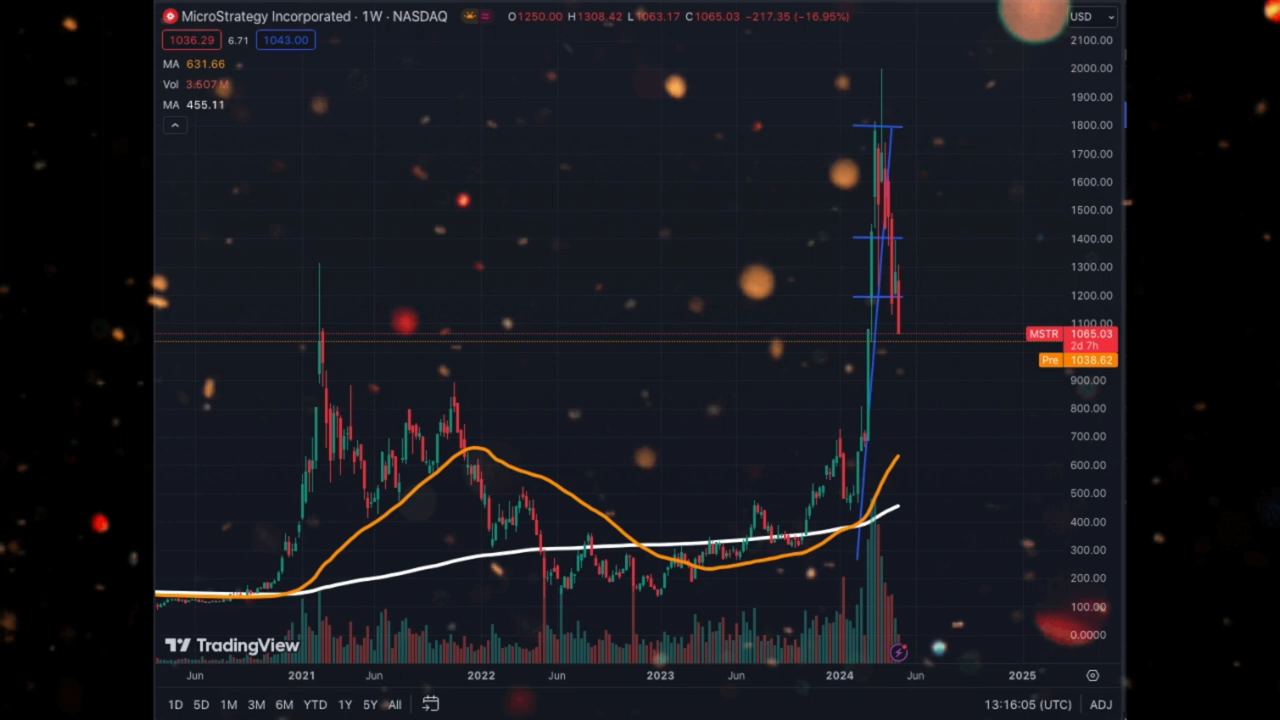 MicroStrategy Incorporated · 1W · NASDAQ O1250.00 H1308.42 L1063.17 C1065.03 −217.35 (−16.95%) USD
1036.29 6.71 1043.00
MA 631.66
Vol 3.507 M
MA 455.11
2100.00
2000.00
1900.00
1800.00
1700.00
1600.00
1500.00
1400.00
1300.00
1200.00
1100.00
MSTR 1065.03
2d 7h
Pre 1038.62
900.00
800.00
700.00
600.00
500.00
400.00
300.00
200.00
100.00
0.0000
TradingView
Jun 2021 Jun 2022 Jun 2023 Jun 2024 Jun 2025
1D 5D 1M 3M 6M YTD 1Y 5Y All 13:16:05 (UTC) ADJ